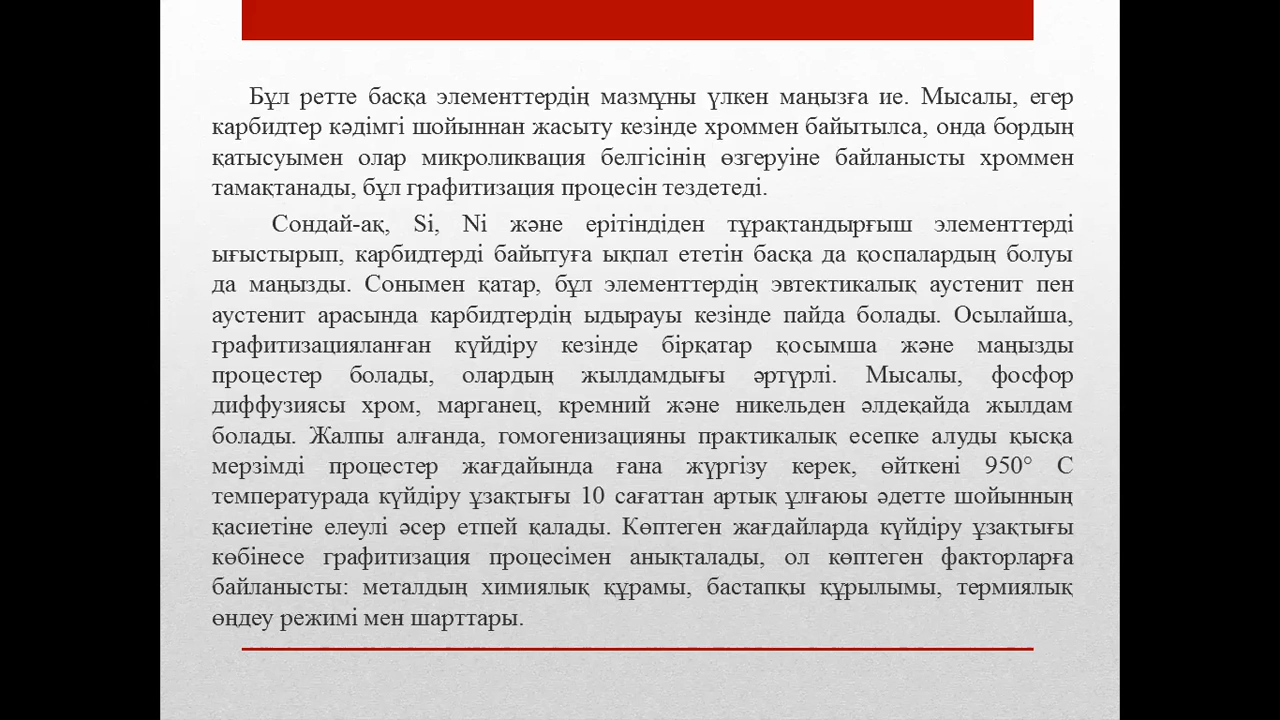 Бұл ретте басқа элементтердің мазмұны үлкен маңызға ие. Мысалы, егер
карбидтер кәдімгі шойыннан жасыту кезінде хроммен байытылса, онда бордың
қатысуымен олар микроликвация белгісінің өзгеруіне байланысты хроммен
тамақтанады, бұл графитизация процесін тездетеді.
Сондай-ақ, Si, Ni және ерітіндіден тұрақтандырғыш элементтерді
ығыстырып, карбидтерді байытуға ықпал ететін басқа да қоспалардың болуы
да маңызды. Сонымен қатар, бұл элементтердің эвтектикалық аустенит пен
аустенит арасында карбидтердің ыдырауы кезінде пайда болады. Осылайша,
графитизацияланған күйдіру кезінде бірқатар қосымша және маңызды
процестер болады, олардың жылдамдығы әртүрлі. Мысалы, фосфор
диффузиясы хром, марганец, кремний және никельден әлдеқайда жылдам
болады. Жалпы алғанда, гомогенизацияны практикалық есепке алуды қысқа
мерзімді процестер жағдайында ғана жүргізу керек, өйткені 950° С
температурада күйдіру ұзақтығы 10 сағаттан артық ұлғаюы әдетте шойынның
қасиетіне елеулі әсер етпей қалады. Көптеген жағдайларда күйдіру ұзақтығы
көбінесе графитизация процесімен анықталады, ол көптеген факторларға
байланысты: металдың химиялық құрамы, бастапқы құрылымы, термиялық
өңдеу режимі мен шарттары.